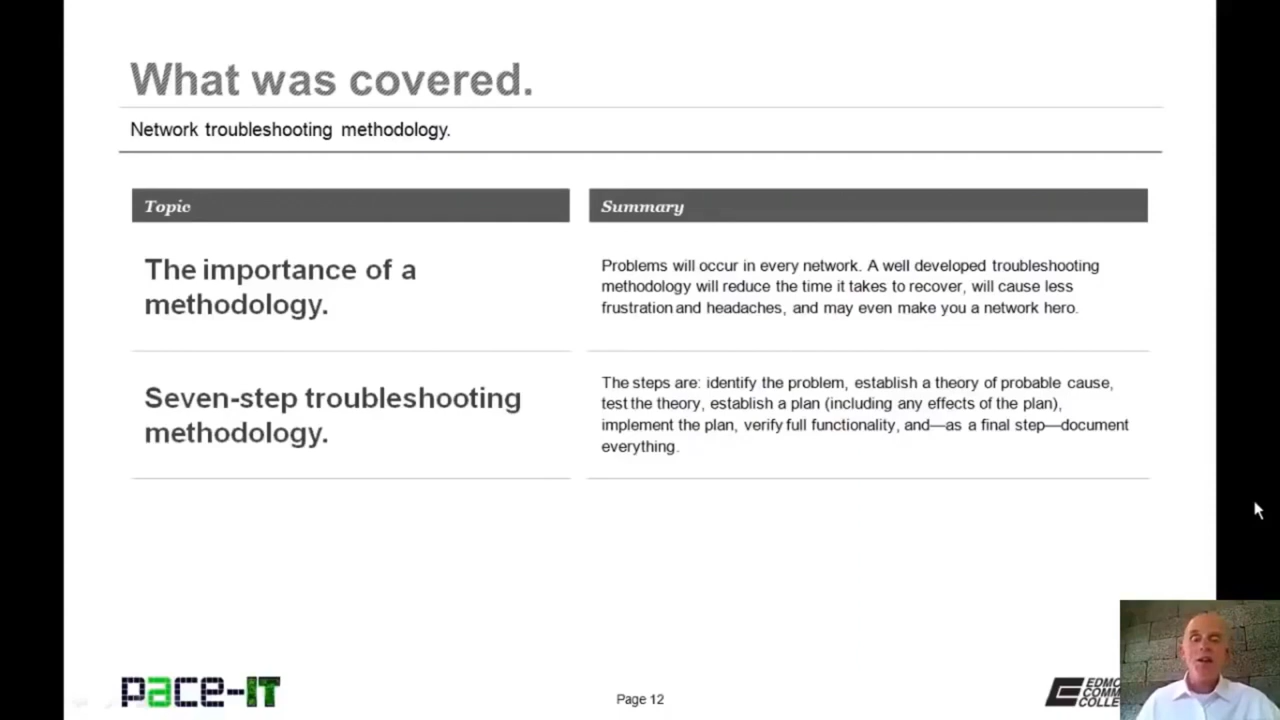 What was covered.
Network troubleshooting methodology.
Topic
Summary
The importance of a
methodology.
Problems will occur in every network. A well developed troubleshooting
methodology will reduce the time it takes to recover, will cause less
frustration and headaches, and may even make you a network hero.
Seven-step troubleshooting
methodology.
The steps are: identify the problem, establish a theory of probable cause,
test the theory, establish a plan (including any effects of the plan),
implement the plan, verify full functionality, and—as a final step—document
everything.
pace-IT
Page 12